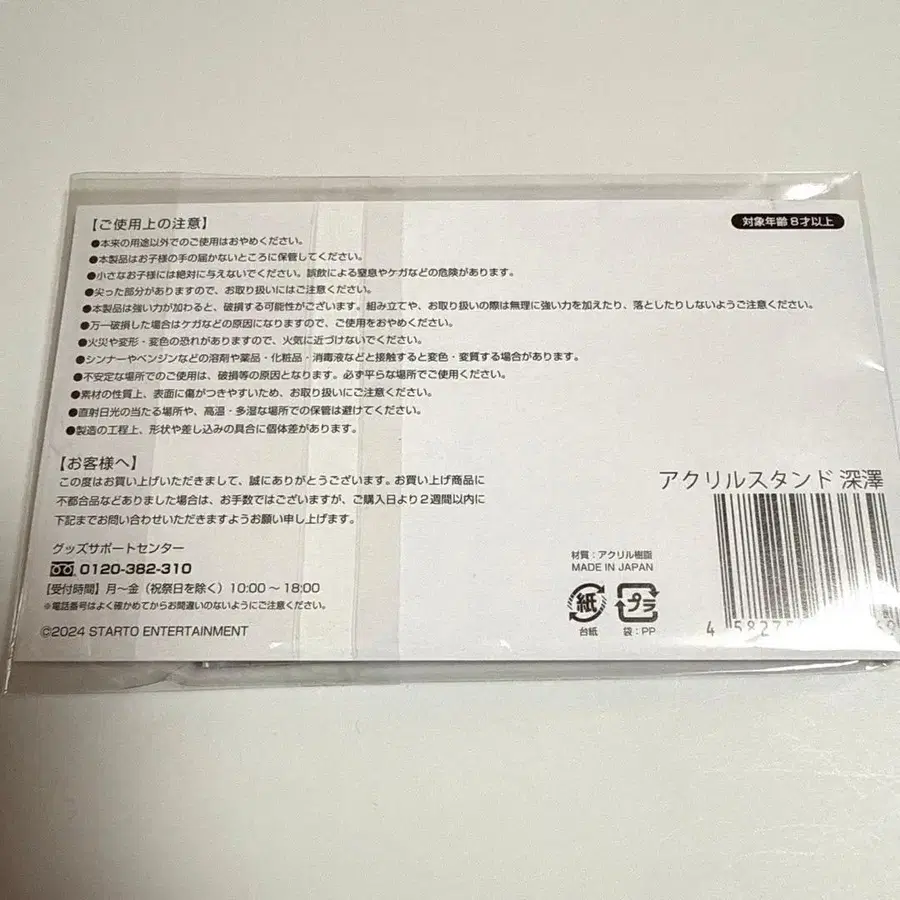 【ご使用上の注意】
対象年齢8才以上
●本来の用途以外でのご使用はおやめください。
●本製品はお子様の手の届かないところに保管してください。
●小さなお子様には絶対に与えないでください。誤飲による窒息やケガなどの危険があります。
●尖った部分がありますので、お取り扱いにはご注意ください。
●本製品は強い力が加わると、破損する可能性がございます。組み立てや、お取り扱いの際は無理に強い力を加えたり、落としたりしないようご注意ください。
●万一破損した場合はケガなどの原因になりますので、ご使用をおやめください。
●火災や変形・変色の恐れがありますので、火気に近づけないでください。
●シンナーやベンジンなどの溶剤や薬品・化粧品・消毒液などと接触すると変色・変質する場合があります。
●不安定な場所でのご使用は、破損等の原因となります。必ず平らな場所でご使用ください。
●素材の性質上、表面に傷がつきやすいため、お取り扱いにご注意ください。
●直射日光の当たる場所や、高温・多湿な場所での保管は避けてください。
●製造の工程上、形状や差し込みの具合に個体差があります。
【お客様へ】
この度はお買い上げいただきまして、誠にありがとうございます。お買い上げ商品に
不都合品などありました場合は、お手数ではございますが、ご購入日より2週間以内に
下記までお問い合わせいただきますようお願い申し上げます。
グッズサポートセンター
0120-382-310
【受付時間】月〜金（祝祭日を除く）10:00〜18:00
※電話番号はよく確かめてからお間違いのないようにご注意ください。
©2024 STARTO ENTERTAINMENT
アクリルスタンド 深澤
材質：アクリル樹脂
MADE IN JAPAN
紙
プラ
台紙
袋：PP
4 58275